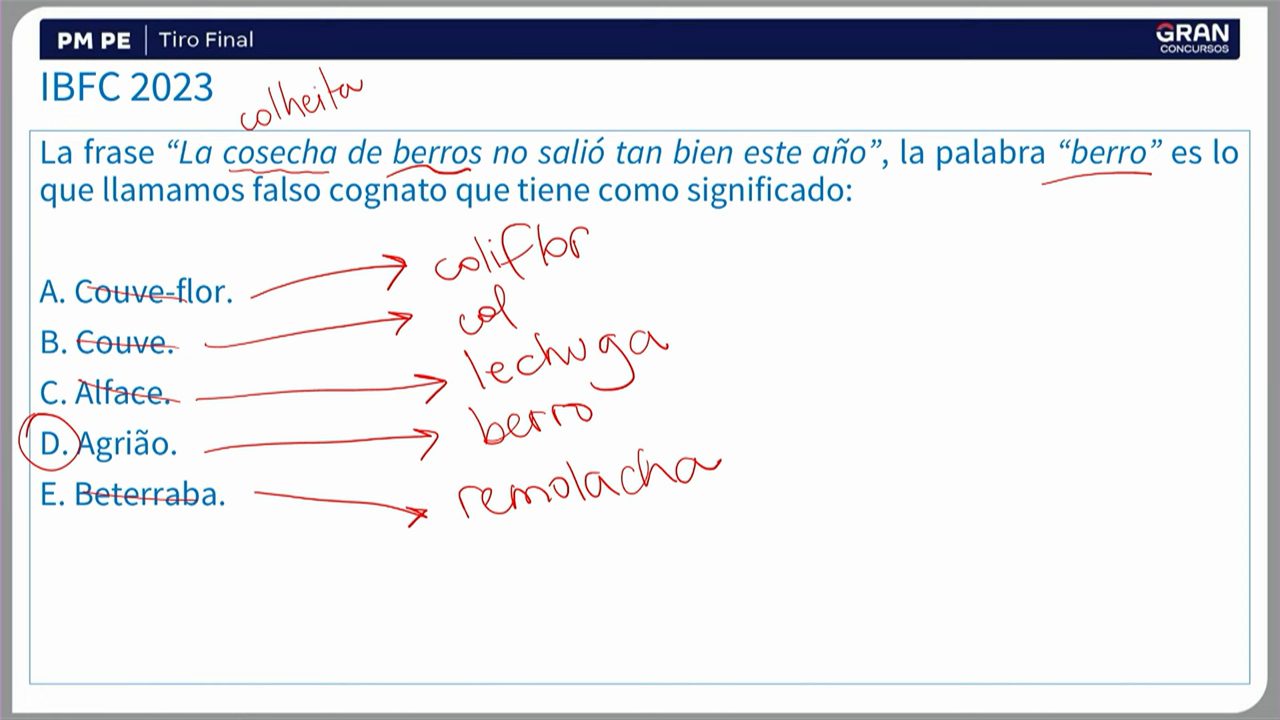 PM PE | Tiro Final
GRAN
CONCURSOS
IBFC 2023
colheita
La frase “La cosecha de berros no salió tan bien este año”, la palabra “berro” es lo
que llamamos falso cognato que tiene como significado:
A. Couve-flor. coliflor
B. Couve. col
C. Alface. lechuga
D. Agrião. berro
E. Beterraba. remolacha